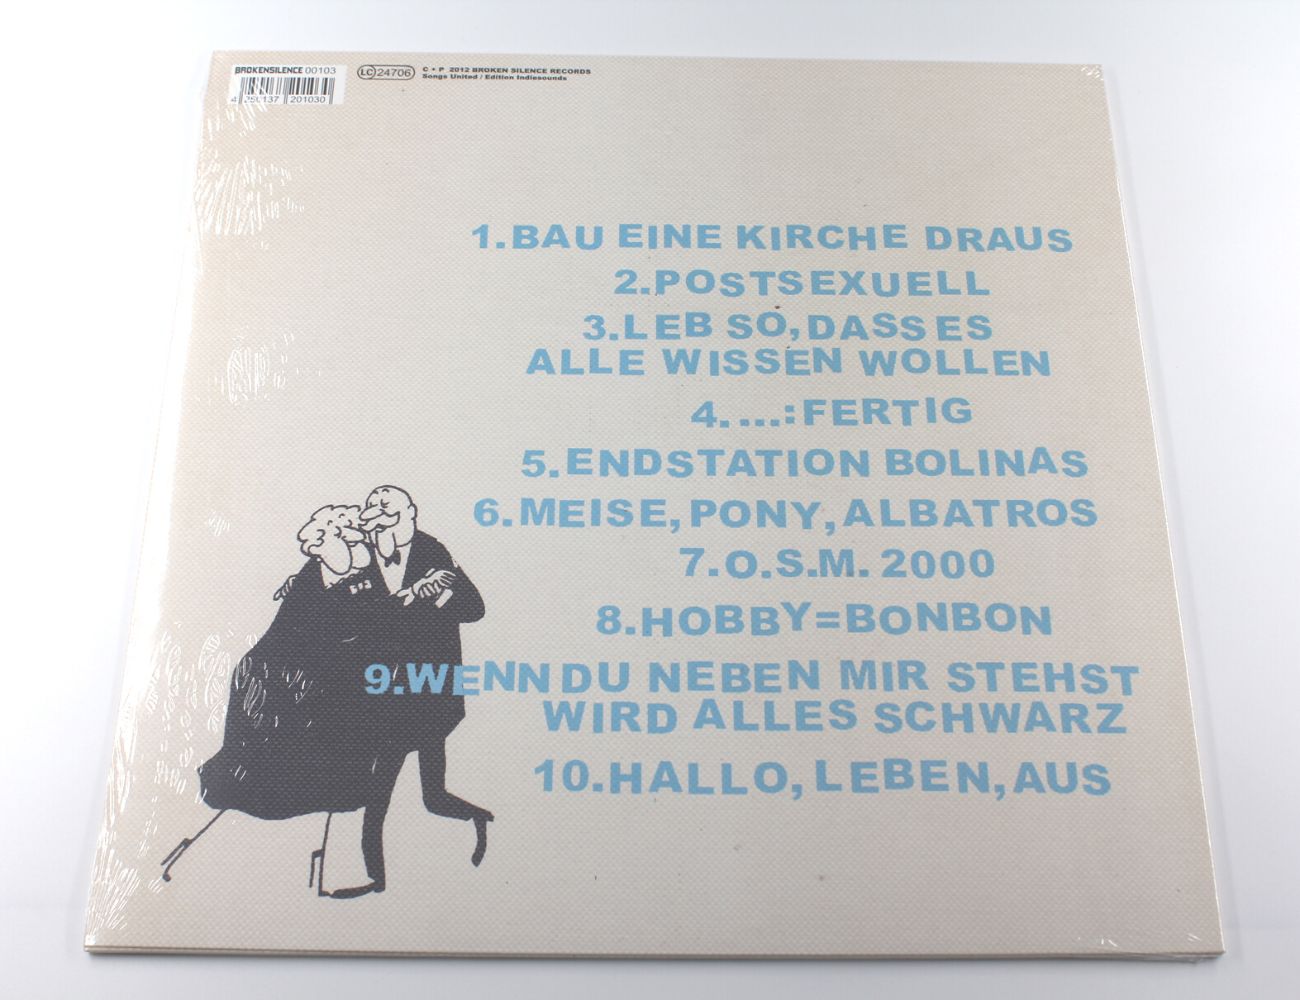 BROKENSILENCE 00103
4 250137 201030
LC 24706
C + P 2012 BROKEN SILENCE RECORDS
Songs United / Edition Indiesounds
1.BAU EINE KIRCHE DRAUS
2.POSTSEXUELL
3.LEB SO, DASS ES
ALLE WISSEN WOLLEN
4. ...:FERTIG
5.ENDSTATION BOLINAS
6.MEISE, PONY, ALBATROS
7.O.S.M. 2000
8.HOBBY=BONBON
9.WENN DU NEBEN MIR STEHST
WIRD ALLES SCHWARZ
10.HALLO, LEBEN, AUS